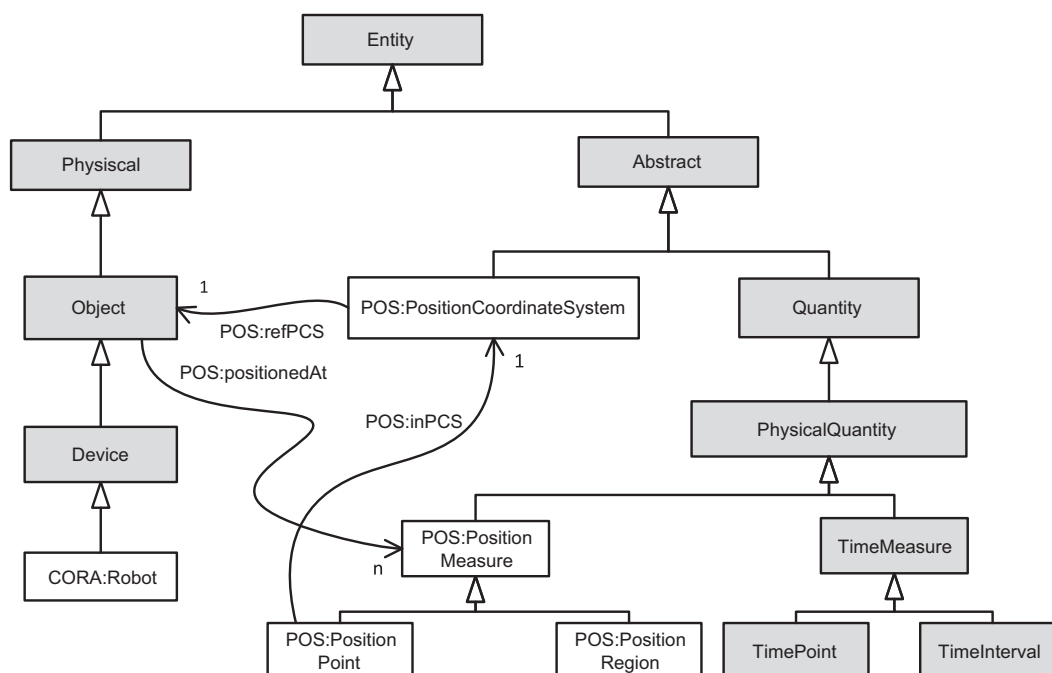 Entity
Physiscal
Abstract
Object
1
POS:refPCS
POS:PositionCoordinateSystem
Quantity
POS:positionedAt
1
POS:inPCS
PhysicalQuantity
Device
POS:Position
Measure
n
TimeMeasure
CORA:Robot
POS:Position
Point
POS:Position
Region
TimePoint
TimeInterval